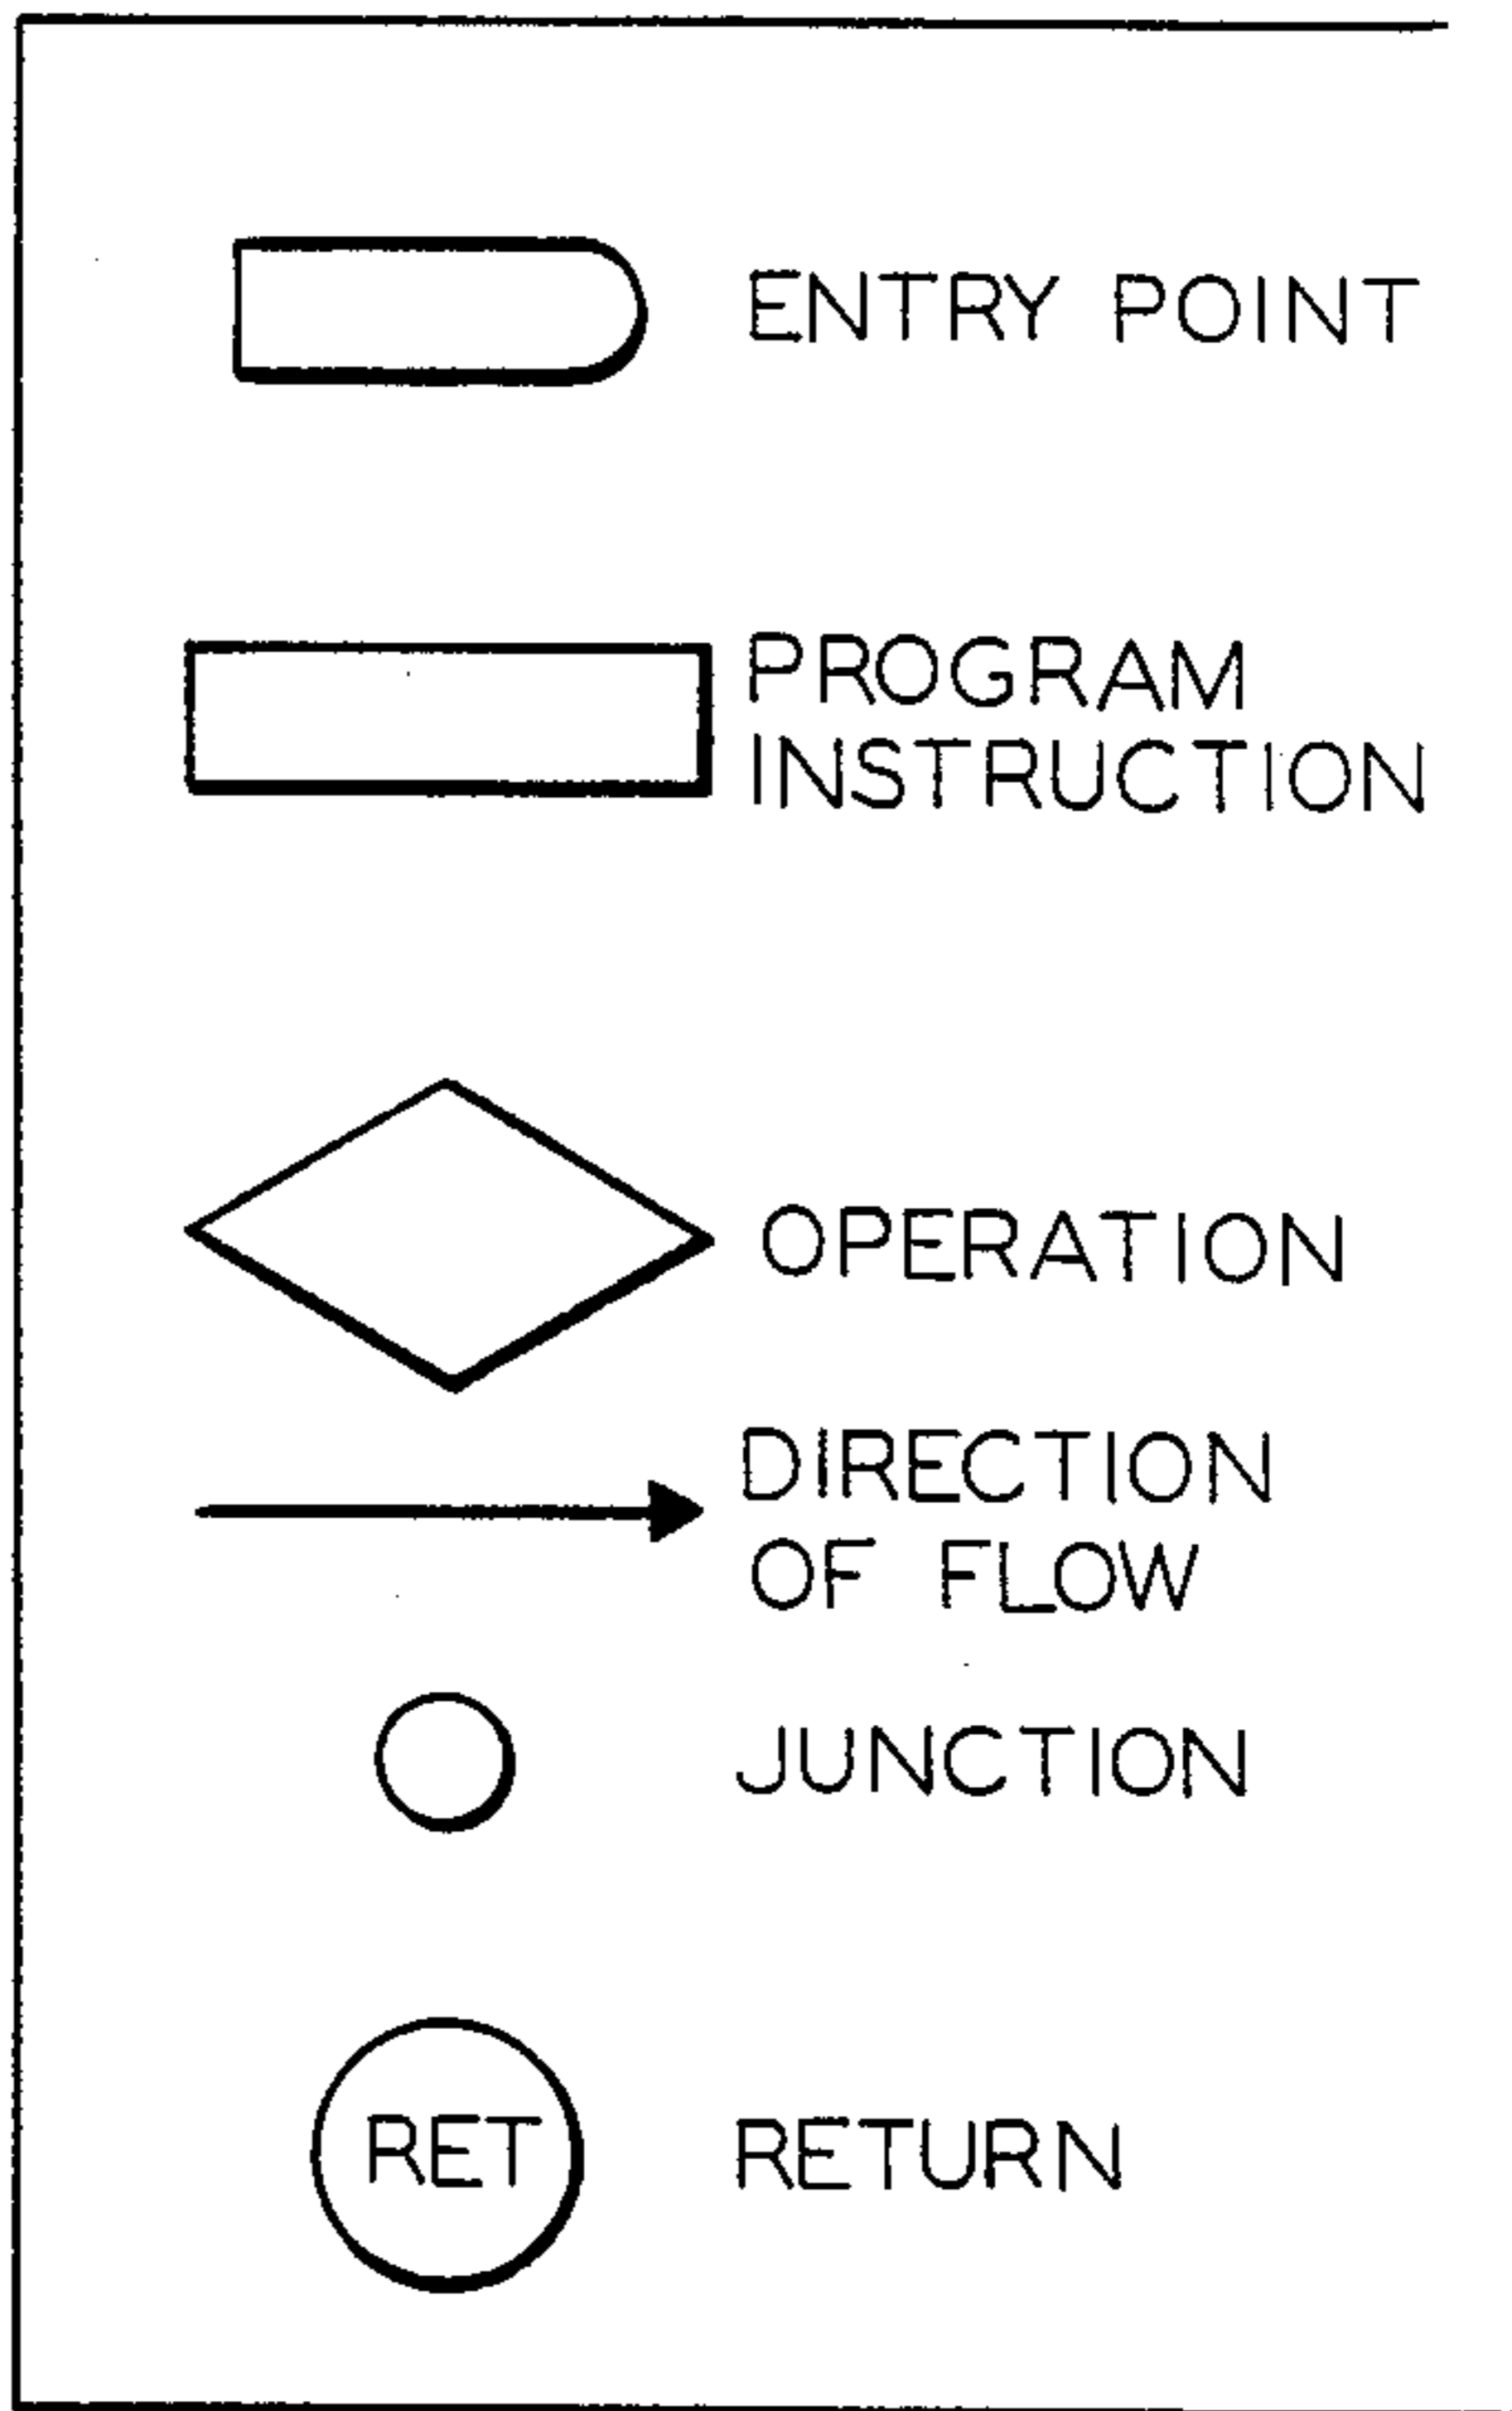 ENTRY POINT
PROGRAM
INSTRUCTION
OPERATION
DIRECTION
OF FLOW
JUNCTION
RET
RETURN